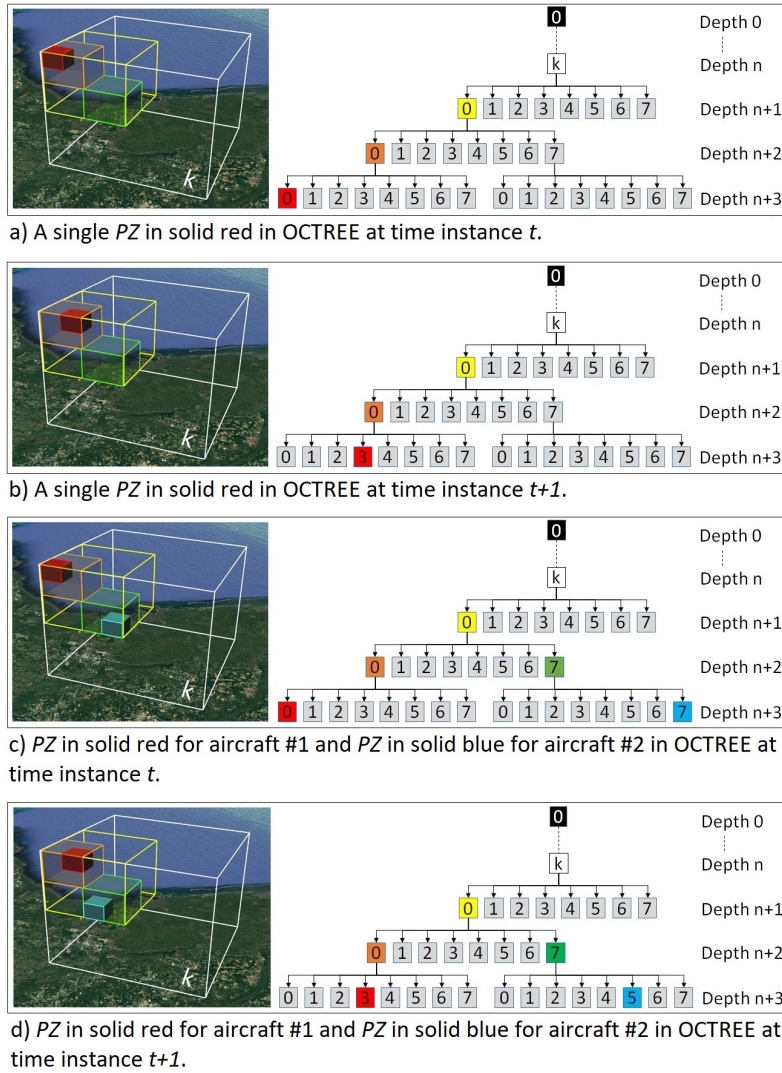 0 Depth 0
k Depth n
0 1 2 3 4 5 6 7 Depth n+1
0 1 2 3 4 5 6 7 Depth n+2
0 1 2 3 4 5 6 7 0 1 2 3 4 5 6 7 Depth n+3
k
a) A single PZ in solid red in OCTREE at time instance t.
0 Depth 0
k Depth n
0 1 2 3 4 5 6 7 Depth n+1
0 1 2 3 4 5 6 7 Depth n+2
0 1 2 3 4 5 6 7 0 1 2 3 4 5 6 7 Depth n+3
k
b) A single PZ in solid red in OCTREE at time instance t+1.
0 Depth 0
k Depth n
0 1 2 3 4 5 6 7 Depth n+1
0 1 2 3 4 5 6 7 Depth n+2
0 1 2 3 4 5 6 7 0 1 2 3 4 5 6 7 Depth n+3
k
c) PZ in solid red for aircraft #1 and PZ in solid blue for aircraft #2 in OCTREE at
time instance t.
0 Depth 0
k Depth n
0 1 2 3 4 5 6 7 Depth n+1
0 1 2 3 4 5 6 7 Depth n+2
0 1 2 3 4 5 6 7 0 1 2 3 4 5 6 7 Depth n+3
k
d) PZ in solid red for aircraft #1 and PZ in solid blue for aircraft #2 in OCTREE at
time instance t+1.